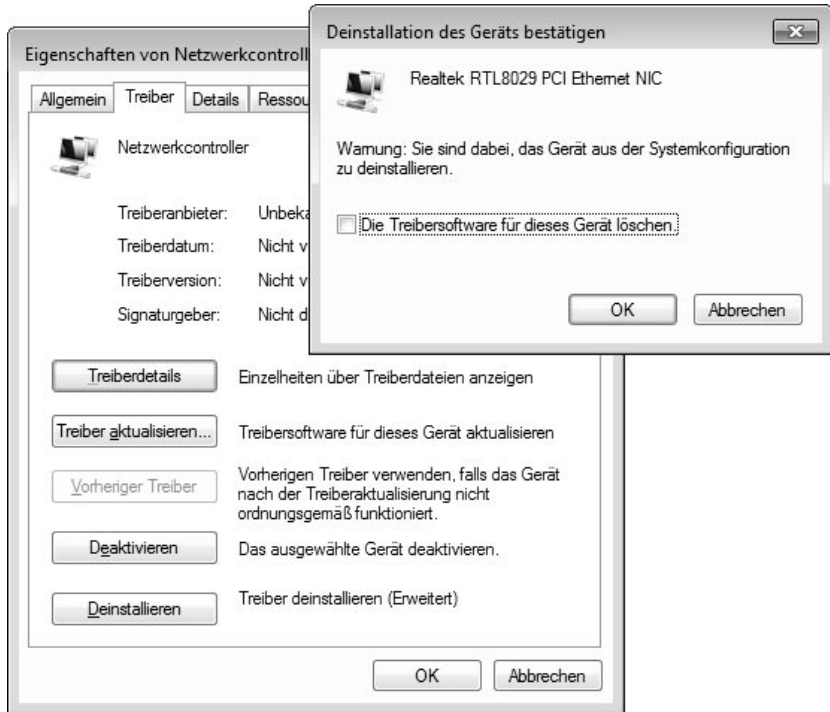 Eigenschaften von Netzwerkcontroll
Allgemein Treiber Details Ressou
Netzwerkcontroller
Treiberanbieter: Unbeka
Treiberdatum: Nicht v
Treiberversion: Nicht v
Signaturgeber: Nicht d
Treiberdetails Einzelheiten über Treiberdateien anzeigen
Treiber aktualisieren... Treibersoftware für dieses Gerät aktualisieren
Vorheriger Treiber Vorherigen Treiber verwenden, falls das Gerät
nach der Treiberaktualisierung nicht
ordnungsgemäß funktioniert.
Deaktivieren Das ausgewählte Gerät deaktivieren.
Deinstallieren Treiber deinstallieren (Erweitert)
OK Abbrechen
Deinstallation des Geräts bestätigen
Realtek RTL8029 PCI Ethernet NIC
Warnung: Sie sind dabei, das Gerät aus der Systemkonfiguration
zu deinstallieren.
Die Treibersoftware für dieses Gerät löschen.
OK Abbrechen